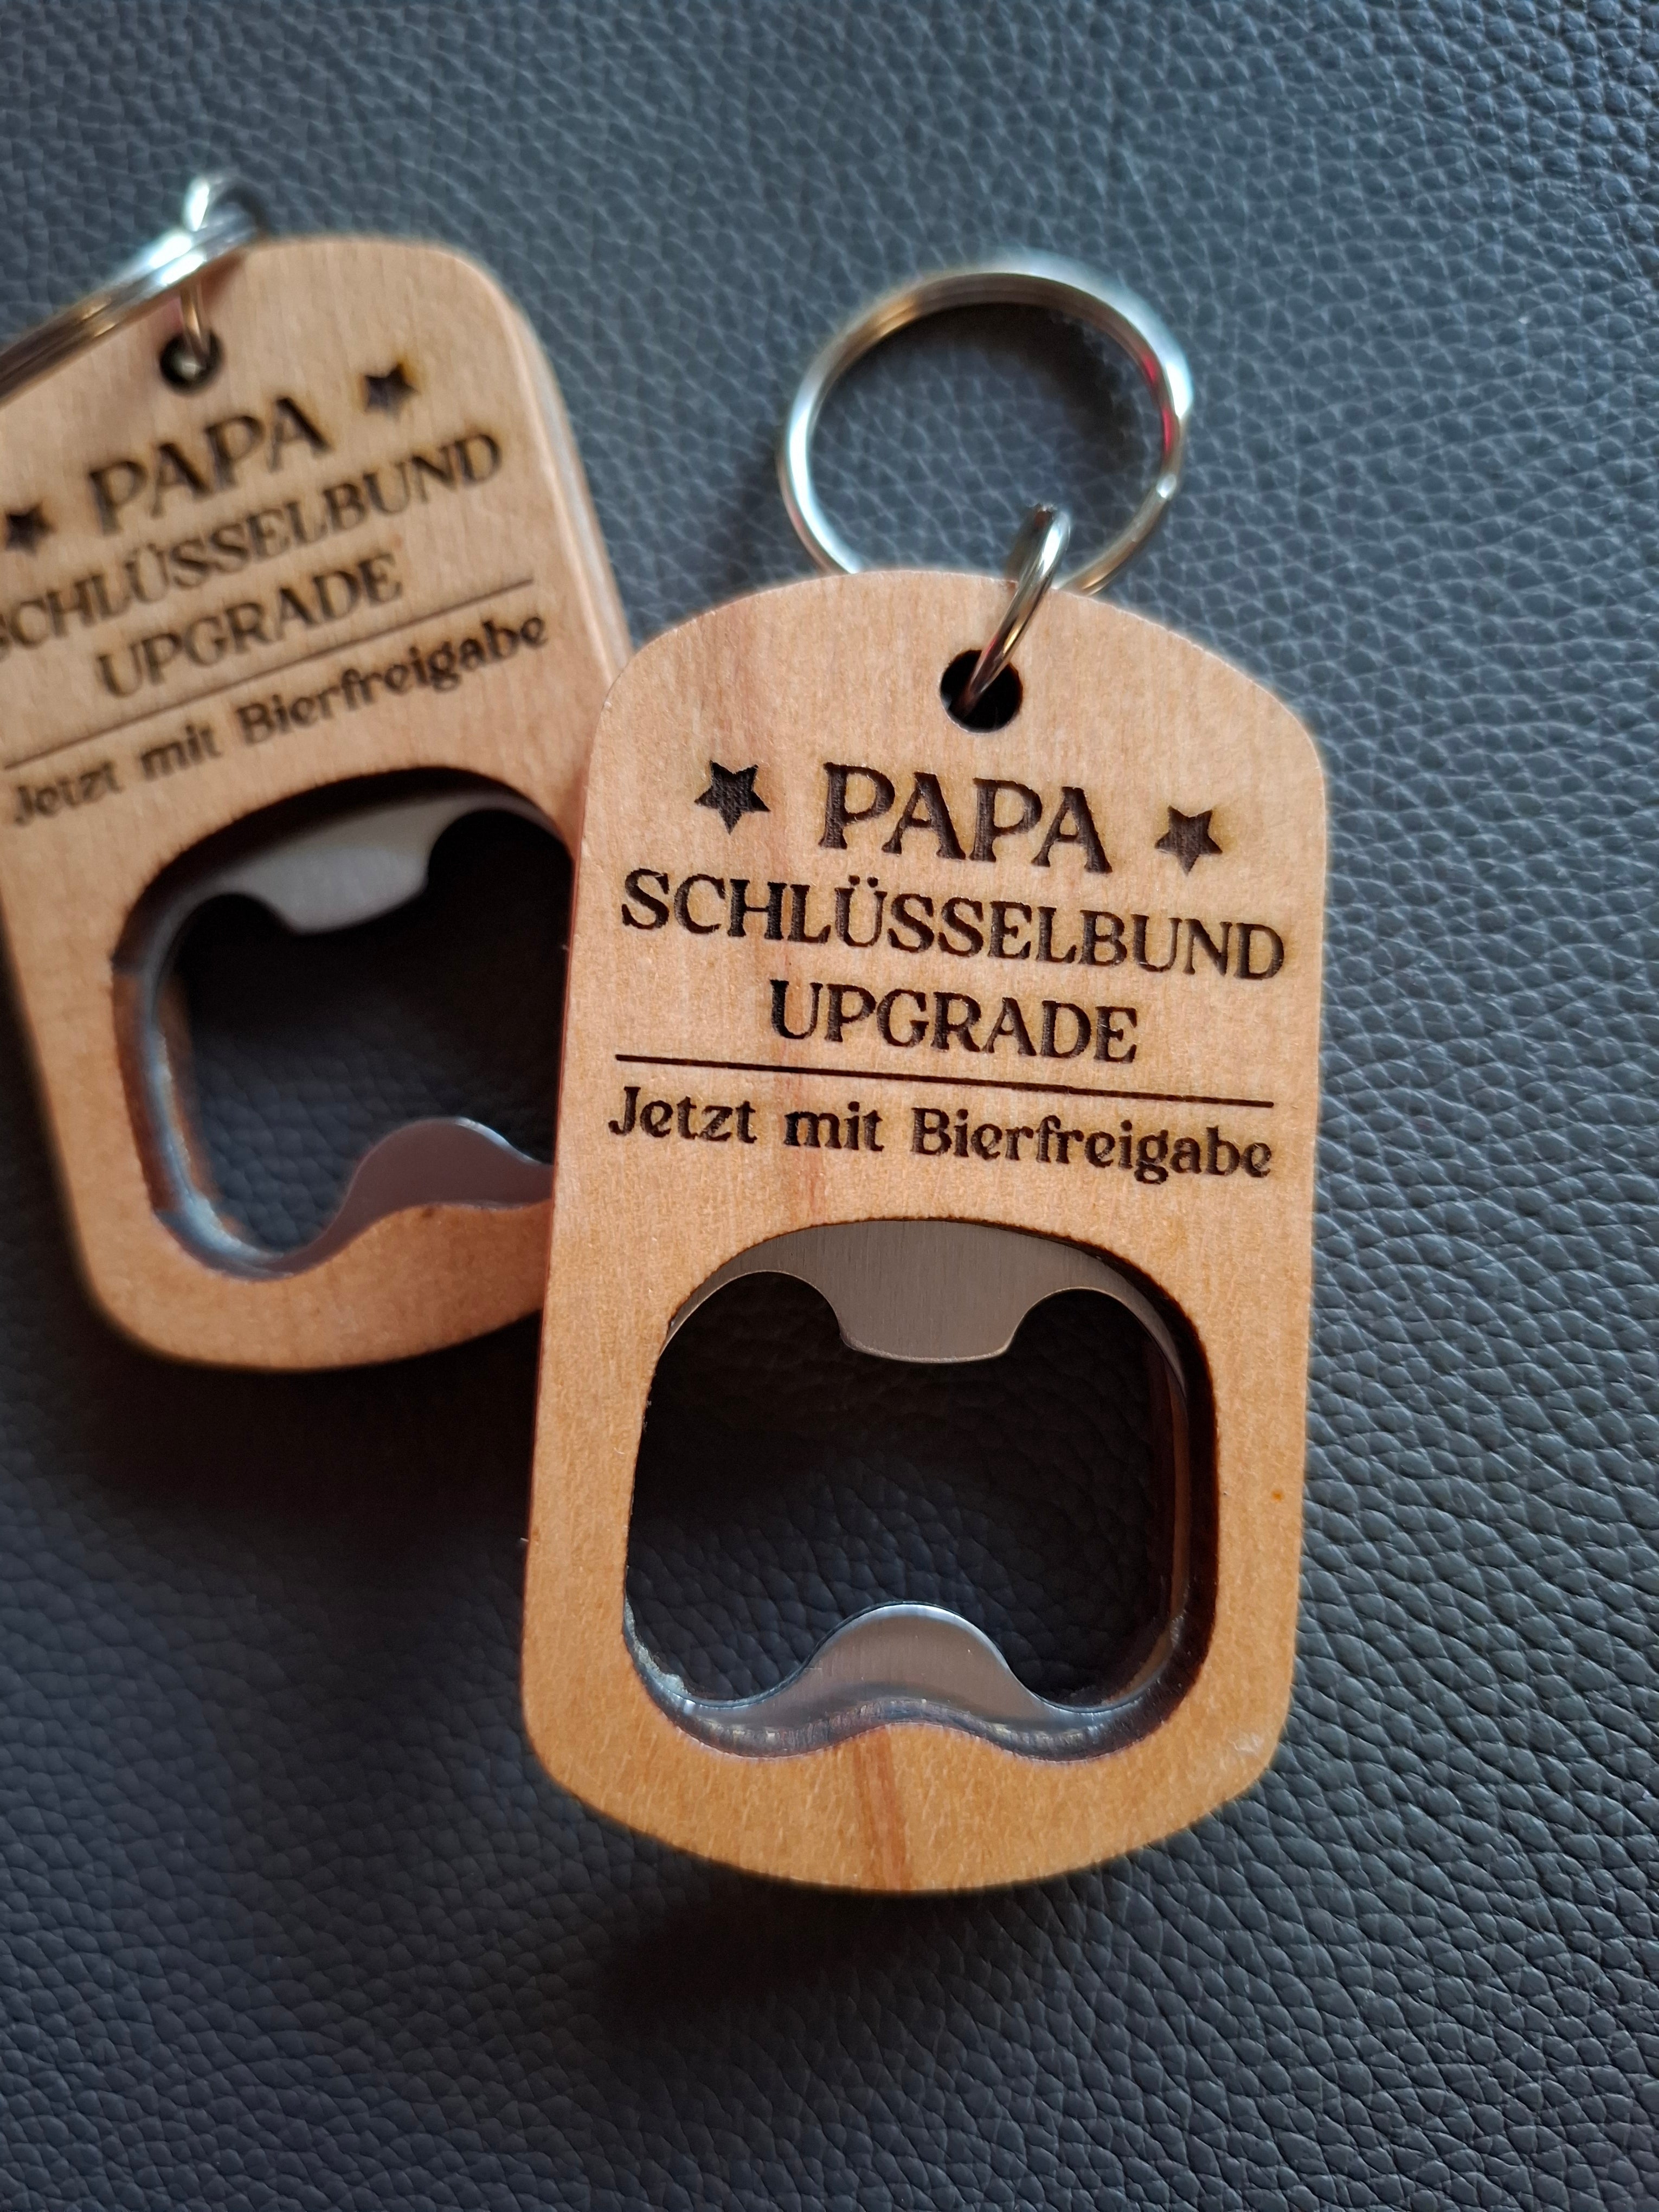 PAPA
SCHLÜSSELBUND
UPGRADE
Jetzt mit Bierfreigabe
PAPA
SCHLÜSSELBUND
UPGRADE
Jetzt mit Bierfreigabe